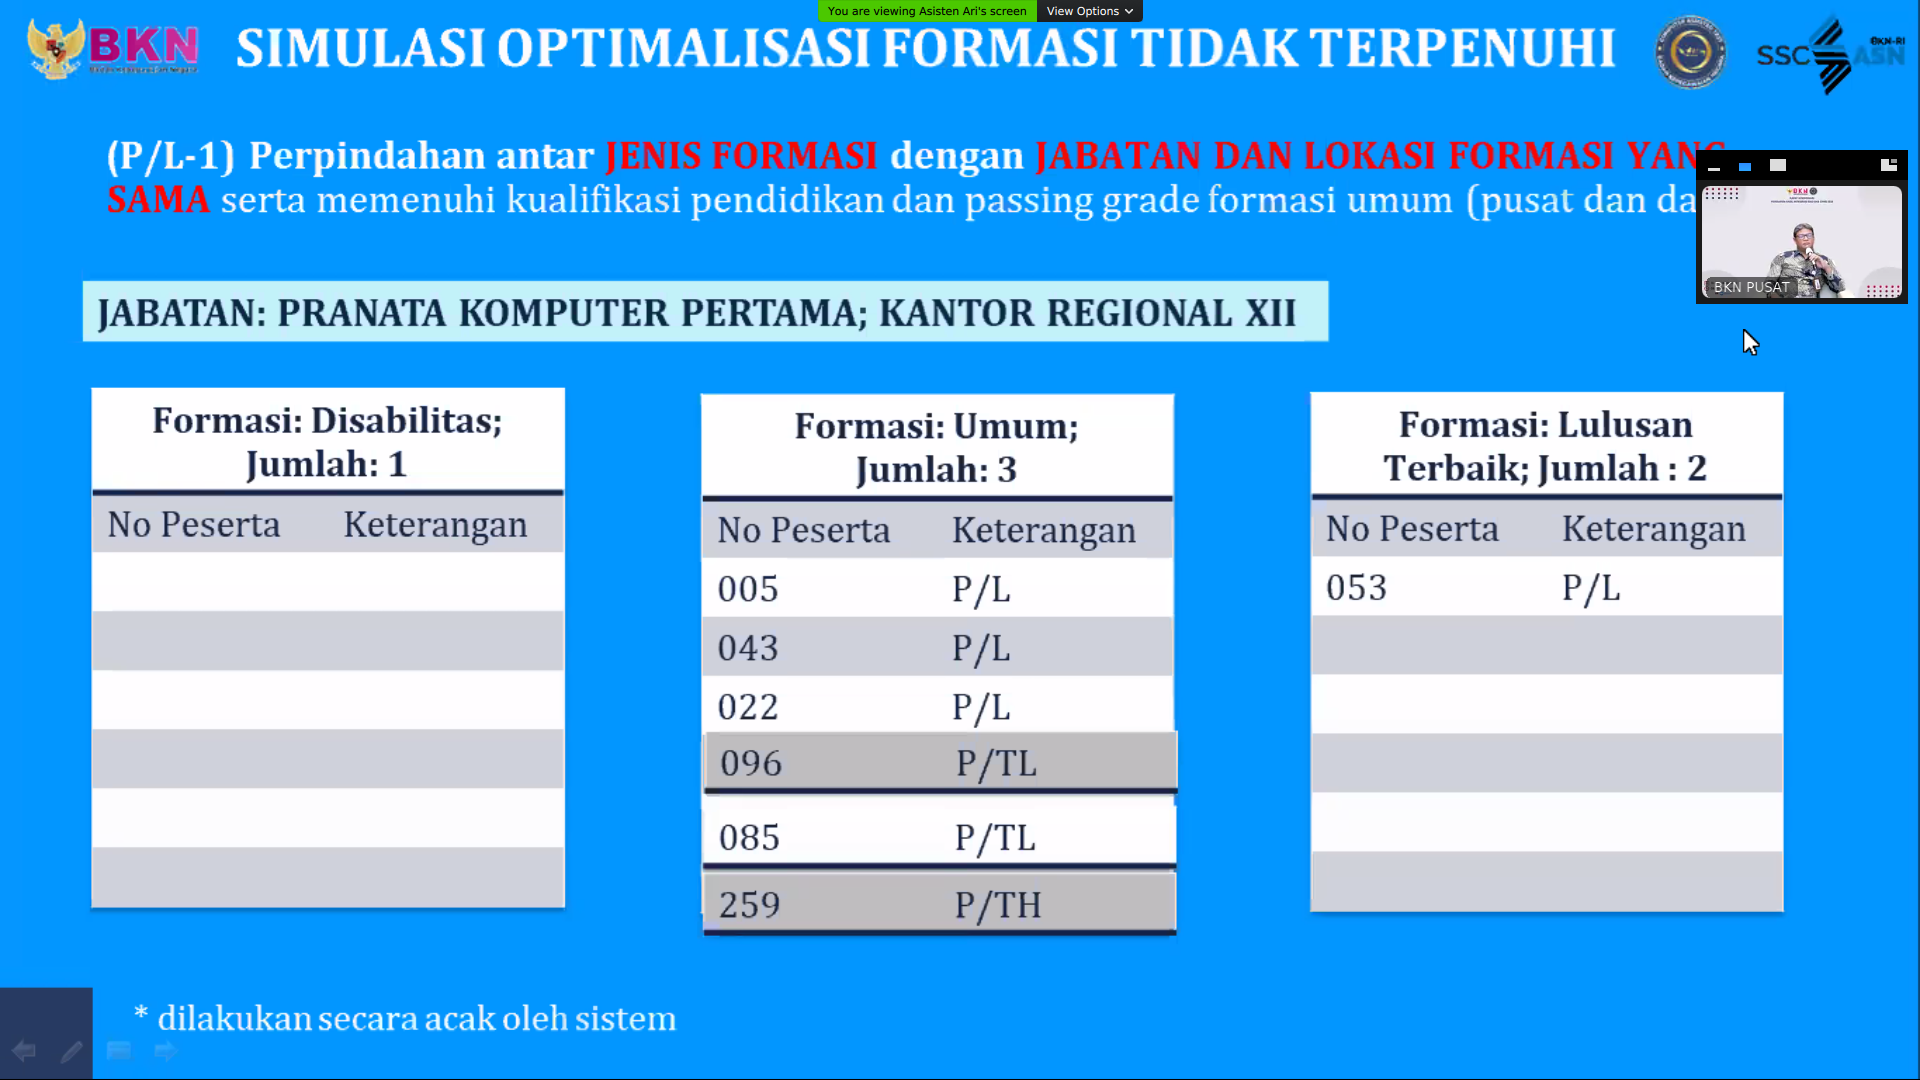 You are viewing Asisten Ari's screen View Options
BKN
SIMULASI OPTIMALISASI FORMASI TIDAK TERPENUHI
SSC ASN
BKN-RI
(P/L-1) Perpindahan antar JENIS FORMASI dengan JABATAN DAN LOKASI FORMASI YANG
SAMA serta memenuhi kualifikasi pendidikan dan passing grade formasi umum (pusat dan da
BKN PUSAT
JABATAN: PRANATA KOMPUTER PERTAMA; KANTOR REGIONAL XII
Formasi: Disabilitas;
Jumlah: 1
No Peserta Keterangan
Formasi: Umum;
Jumlah: 3
No Peserta Keterangan
005 P/L
043 P/L
022 P/L
096 P/TL
085 P/TL
259 P/TH
Formasi: Lulusan
Terbaik; Jumlah : 2
No Peserta Keterangan
053 P/L
* dilakukan secara acak oleh sistem